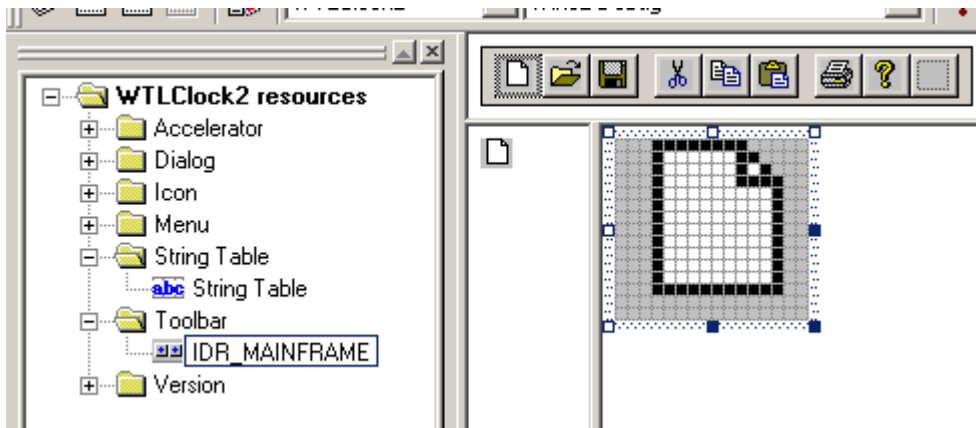 WTLClock2 resources
Accelerator
Dialog
Icon
Menu
String Table
abc String Table
Toolbar
IDR_MAINFRAME
Version